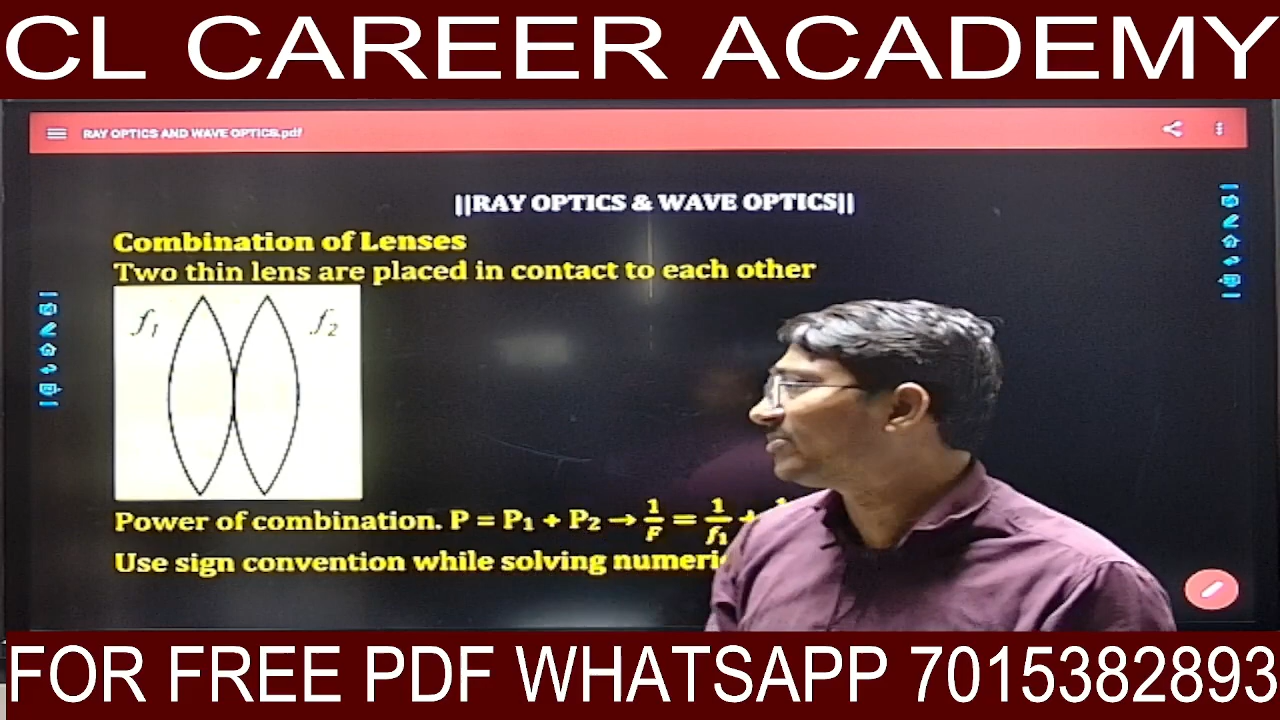 CL CAREER ACADEMY
RAY OPTICS AND WAVE OPTICS.pdf
||RAY OPTICS & WAVE OPTICS||
Combination of Lenses
Two thin lens are placed in contact to each other
f₁ f₂
Power of combination. P = P₁ + P₂ → 1/F = 1/f₁ +
Use sign convention while solving
FOR FREE PDF WHATSAPP 7015382893